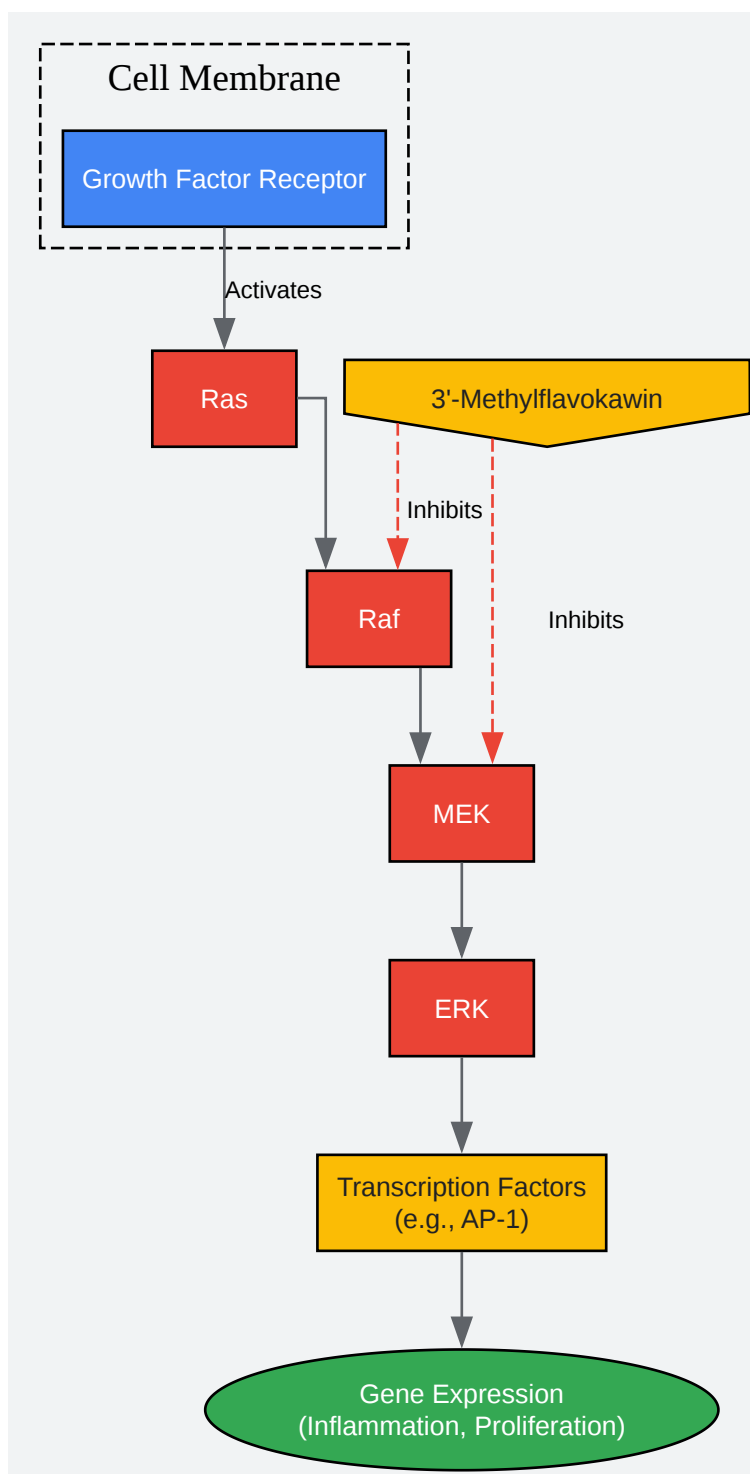 Cell Membrane
Growth Factor Receptor
Activates
Ras
3'-Methylflavokawin
Inhibits
Raf
Inhibits
MEK
ERK
Transcription Factors
(e.g., AP-1)
Gene Expression
(Inflammation, Proliferation)